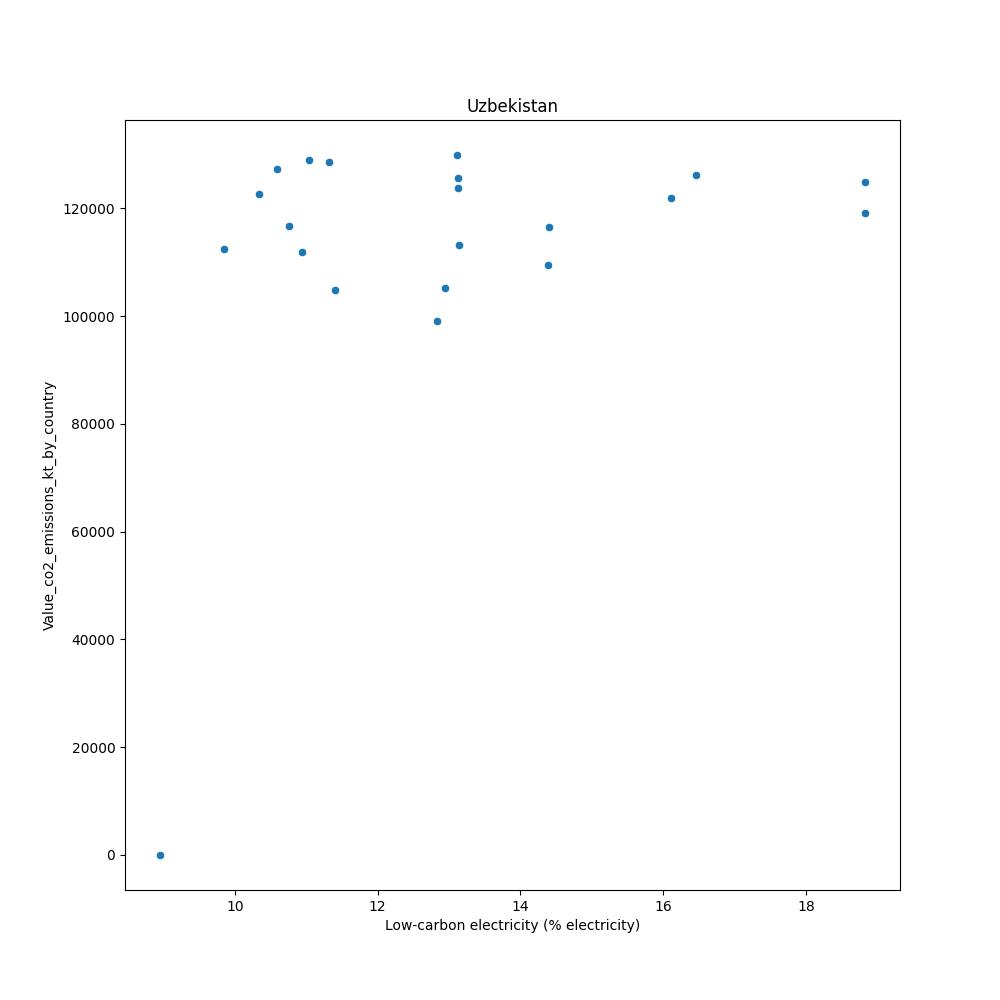 Uzbekistan
Value_co2_emissions_kt_by_country
120000
100000
80000
60000
40000
20000
0
10 12 14 16 18
Low-carbon electricity (% electricity)